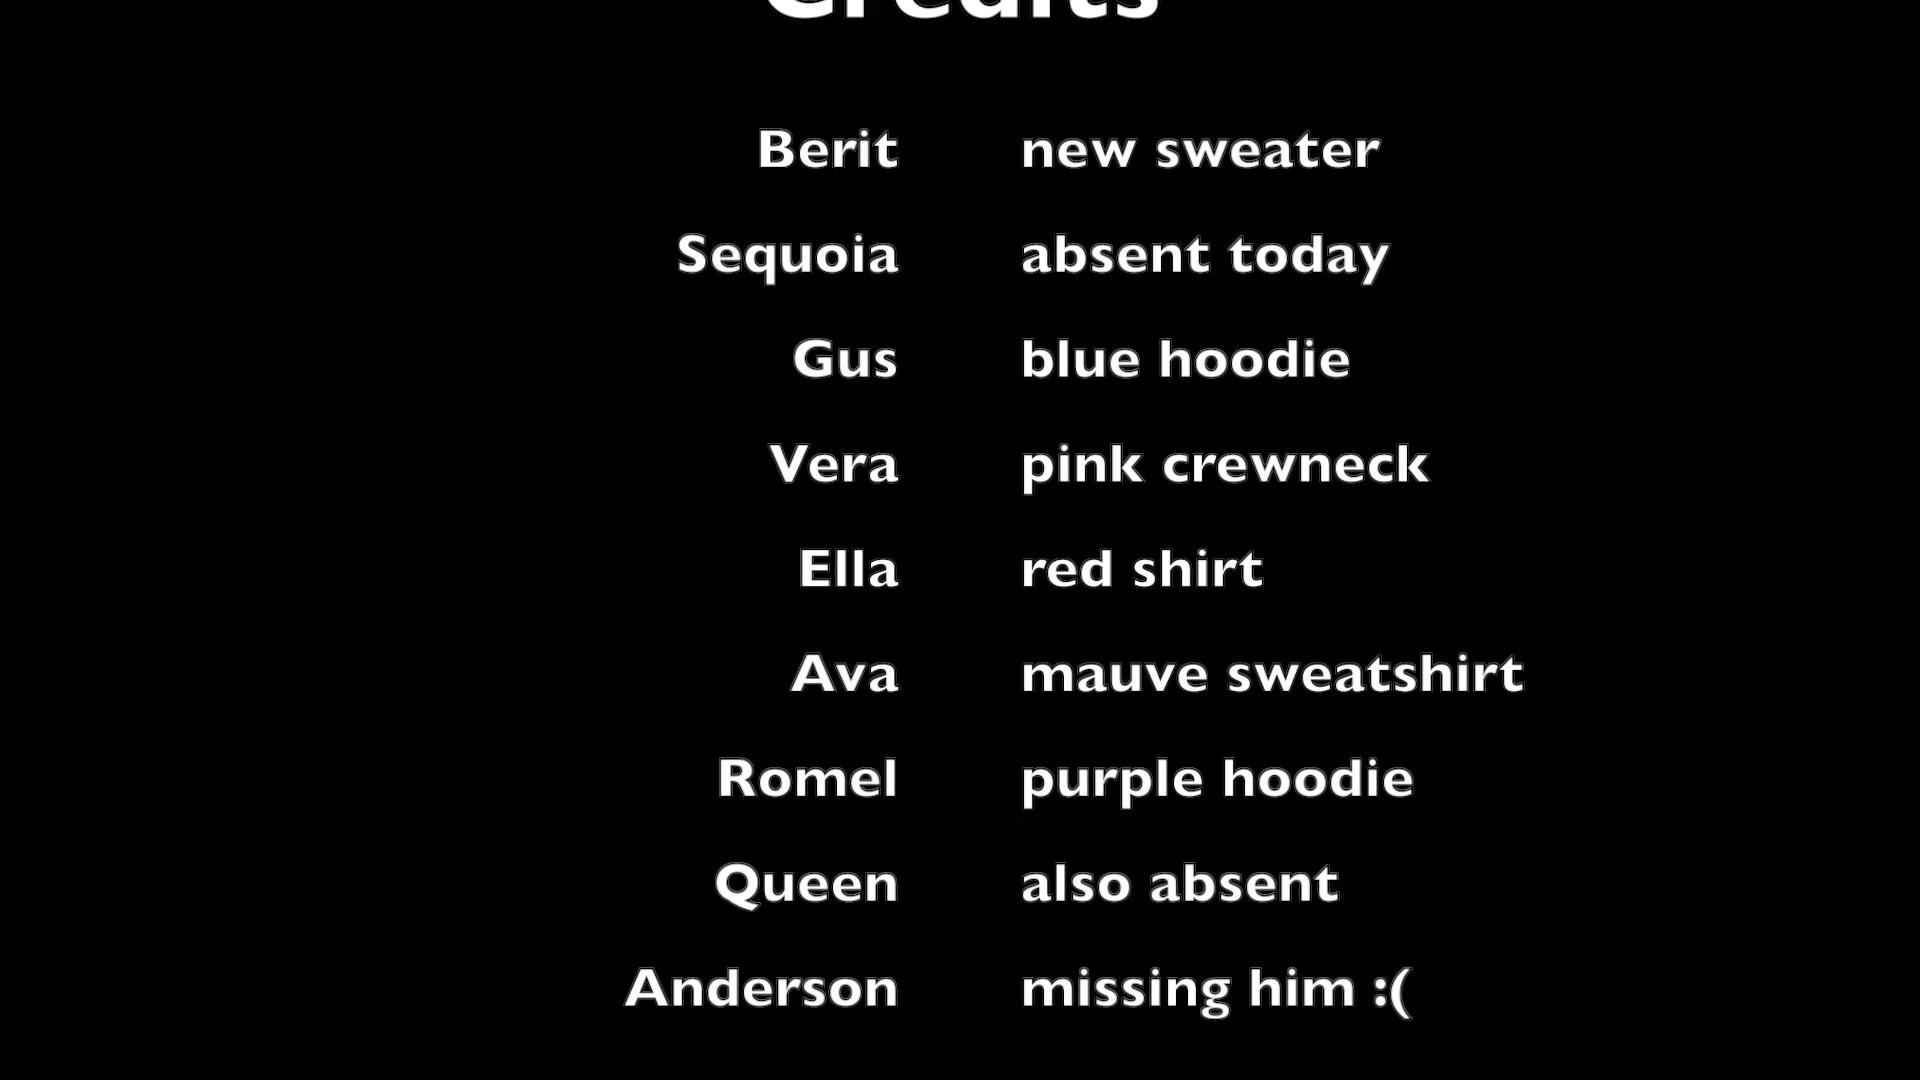 Credits
Berit new sweater
Sequoia absent today
Gus blue hoodie
Vera pink crewneck
Ella red shirt
Ava mauve sweatshirt
Romel purple hoodie
Queen also absent
Anderson missing him :(